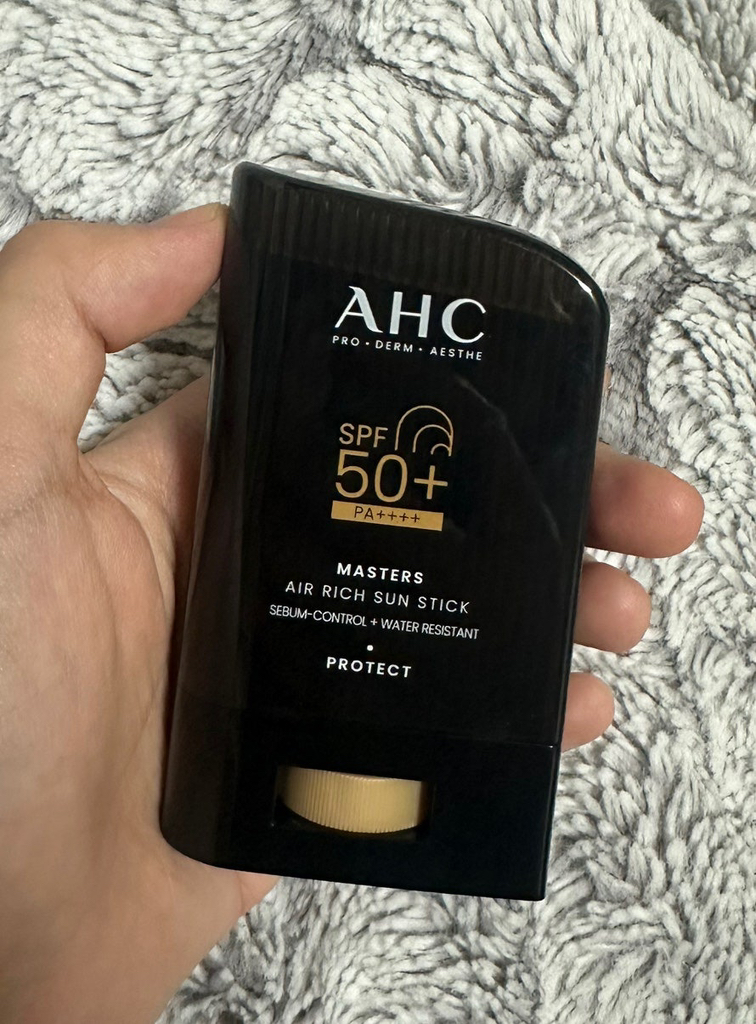 AHC
PRO • DERM • AESTHE
SPF
50+
PA++++
MASTERS
AIR RICH SUN STICK
SEBUM-CONTROL + WATER RESISTANT
•
PROTECT